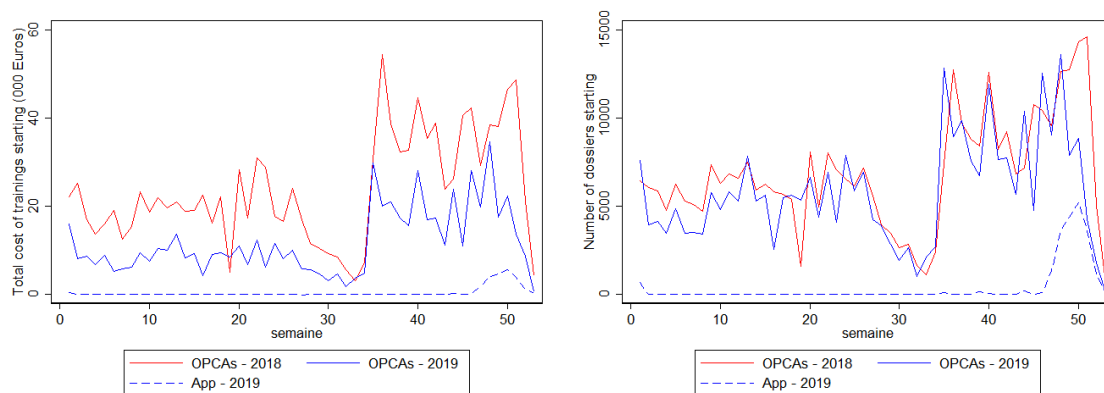 Total cost of trainings starting (000 Euros)
60
40
20
0
0 10 20 30 40 50
semaine
OPCAs - 2018 OPCAs - 2019
App - 2019
Number of dossiers starting
15000
10000
5000
0
0 10 20 30 40 50
semaine
OPCAs - 2018 OPCAs - 2019
App - 2019